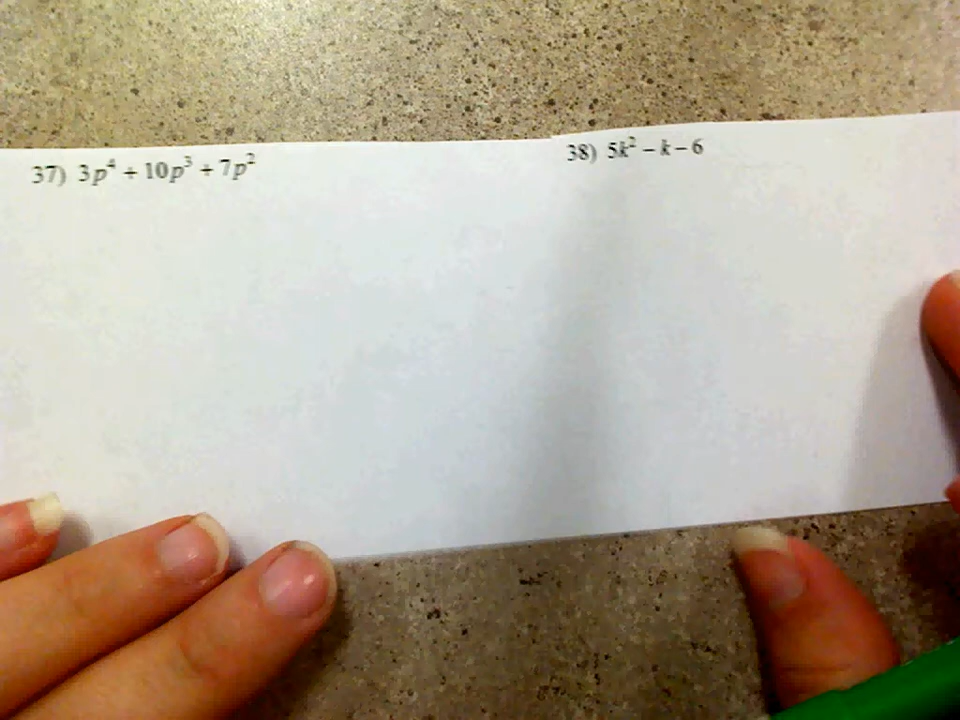 37) 3p⁴ + 10p³ + 7p²
38) 5k² – k – 6